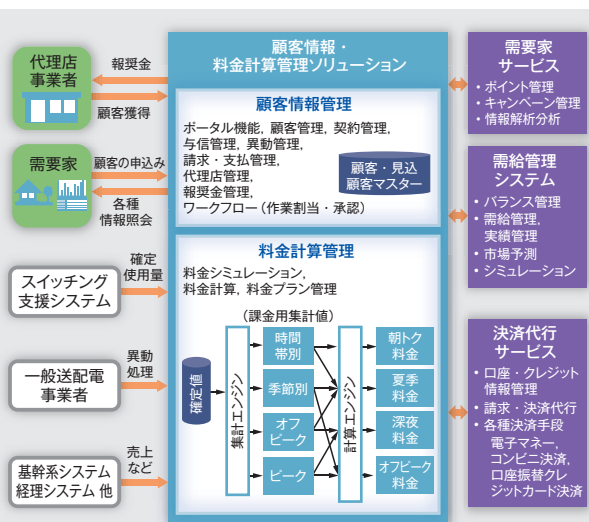 代理店
事業者
報奨金
顧客獲得
需要家
顧客の申込み
各種
情報照会
スイッチング
支援システム
確定
使用量
一般送配電
事業者
異動
処理
基幹系システム
経理システム 他
売上
など
顧客情報・
料金計算管理ソリューション
顧客情報管理
ポータル機能, 顧客管理, 契約管理,
与信管理, 異動管理,
請求・支払管理,
代理店管理,
報奨金管理,
ワークフロー（作業割当・承認）
顧客・見込
顧客マスター
料金計算管理
料金シミュレーション,
料金計算, 料金プラン管理
（課金用集計値）
確定値
集計エンジン
時間
帯別
季節別
オフ
ピーク
ピーク
計算エンジン
朝トク
料金
夏季
料金
深夜
料金
オフピーク
料金
需要家
サービス
・ポイント管理
・キャンペーン管理
・情報解析分析
需給管理
システム
・バランス管理
・需給管理,
実績管理
・市場予測
・シミュレーション
決済代行
サービス
・口座・クレジット
情報管理
・請求・決済代行
・各種決済手段
電子マネー,
コンビニ決済,
口座振替クレ
ジットカード決済